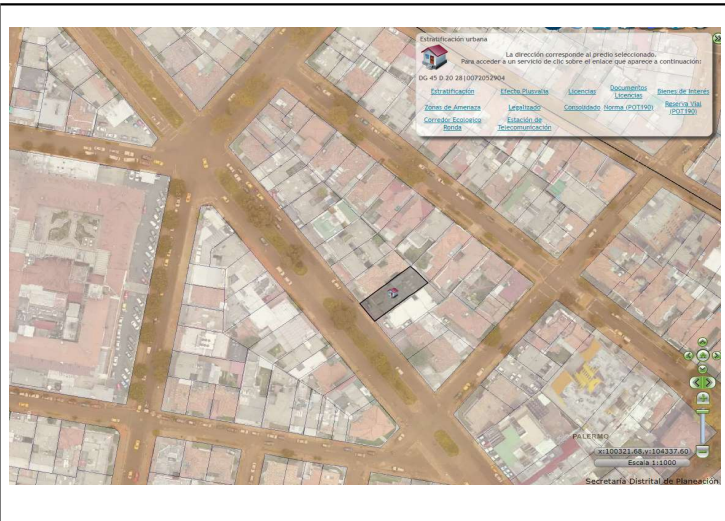 Estratificación urbana
La dirección corresponde al predio seleccionado.
Para acceder a un servicio de clic sobre el enlace que aparece a continuación:
DG 45 D 20 28|0072052904
Estratificación Efecto Plusvalía Licencias Documentos Licencias Bienes de Interés
Zonas de Amenaza Legalizado Consolidado Norma (POT190) Reserva Vial (POT190)
Corredor Ecologico Ronda Estación de Telecomunicación
PALERMO
x:100321.68,y:104337.60
Escala 1:1000
Secretaría Distrital de Planeación